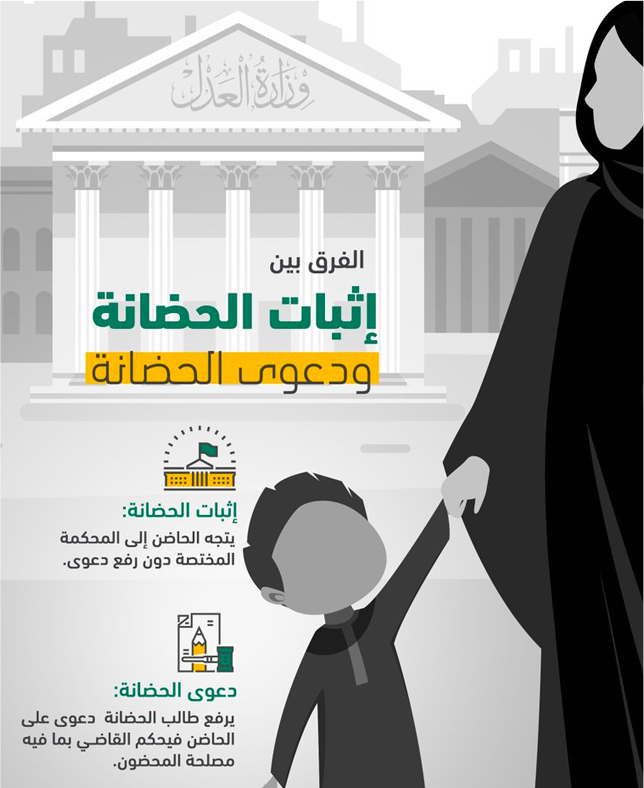 وزارة العدل
الفرق بين
إثبات الحضانة
ودعوى الحضانة
إثبات الحضانة:
يتجه الحاضن إلى المحكمة
المختصة دون رفع دعوى.
دعوى الحضانة:
يرفع طالب الحضانة دعوى على
الحاضن فيحكم القاضي بما فيه
مصلحة المحضون.